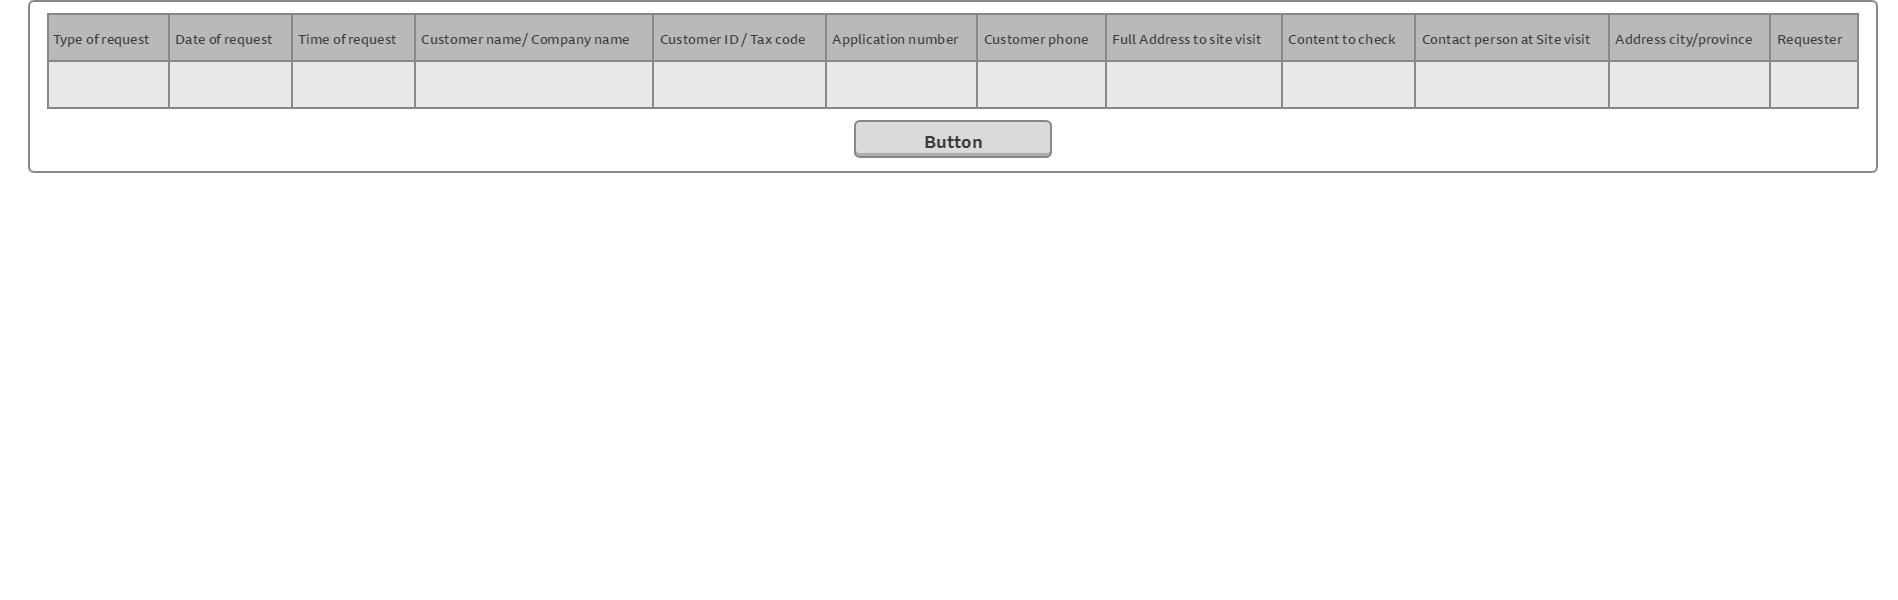 Type of request Date of request Time of request Customer name/ Company name Customer ID / Tax code Application number Customer phone Full Address to site visit Content to check Contact person at Site visit Address city/province Requester
Button